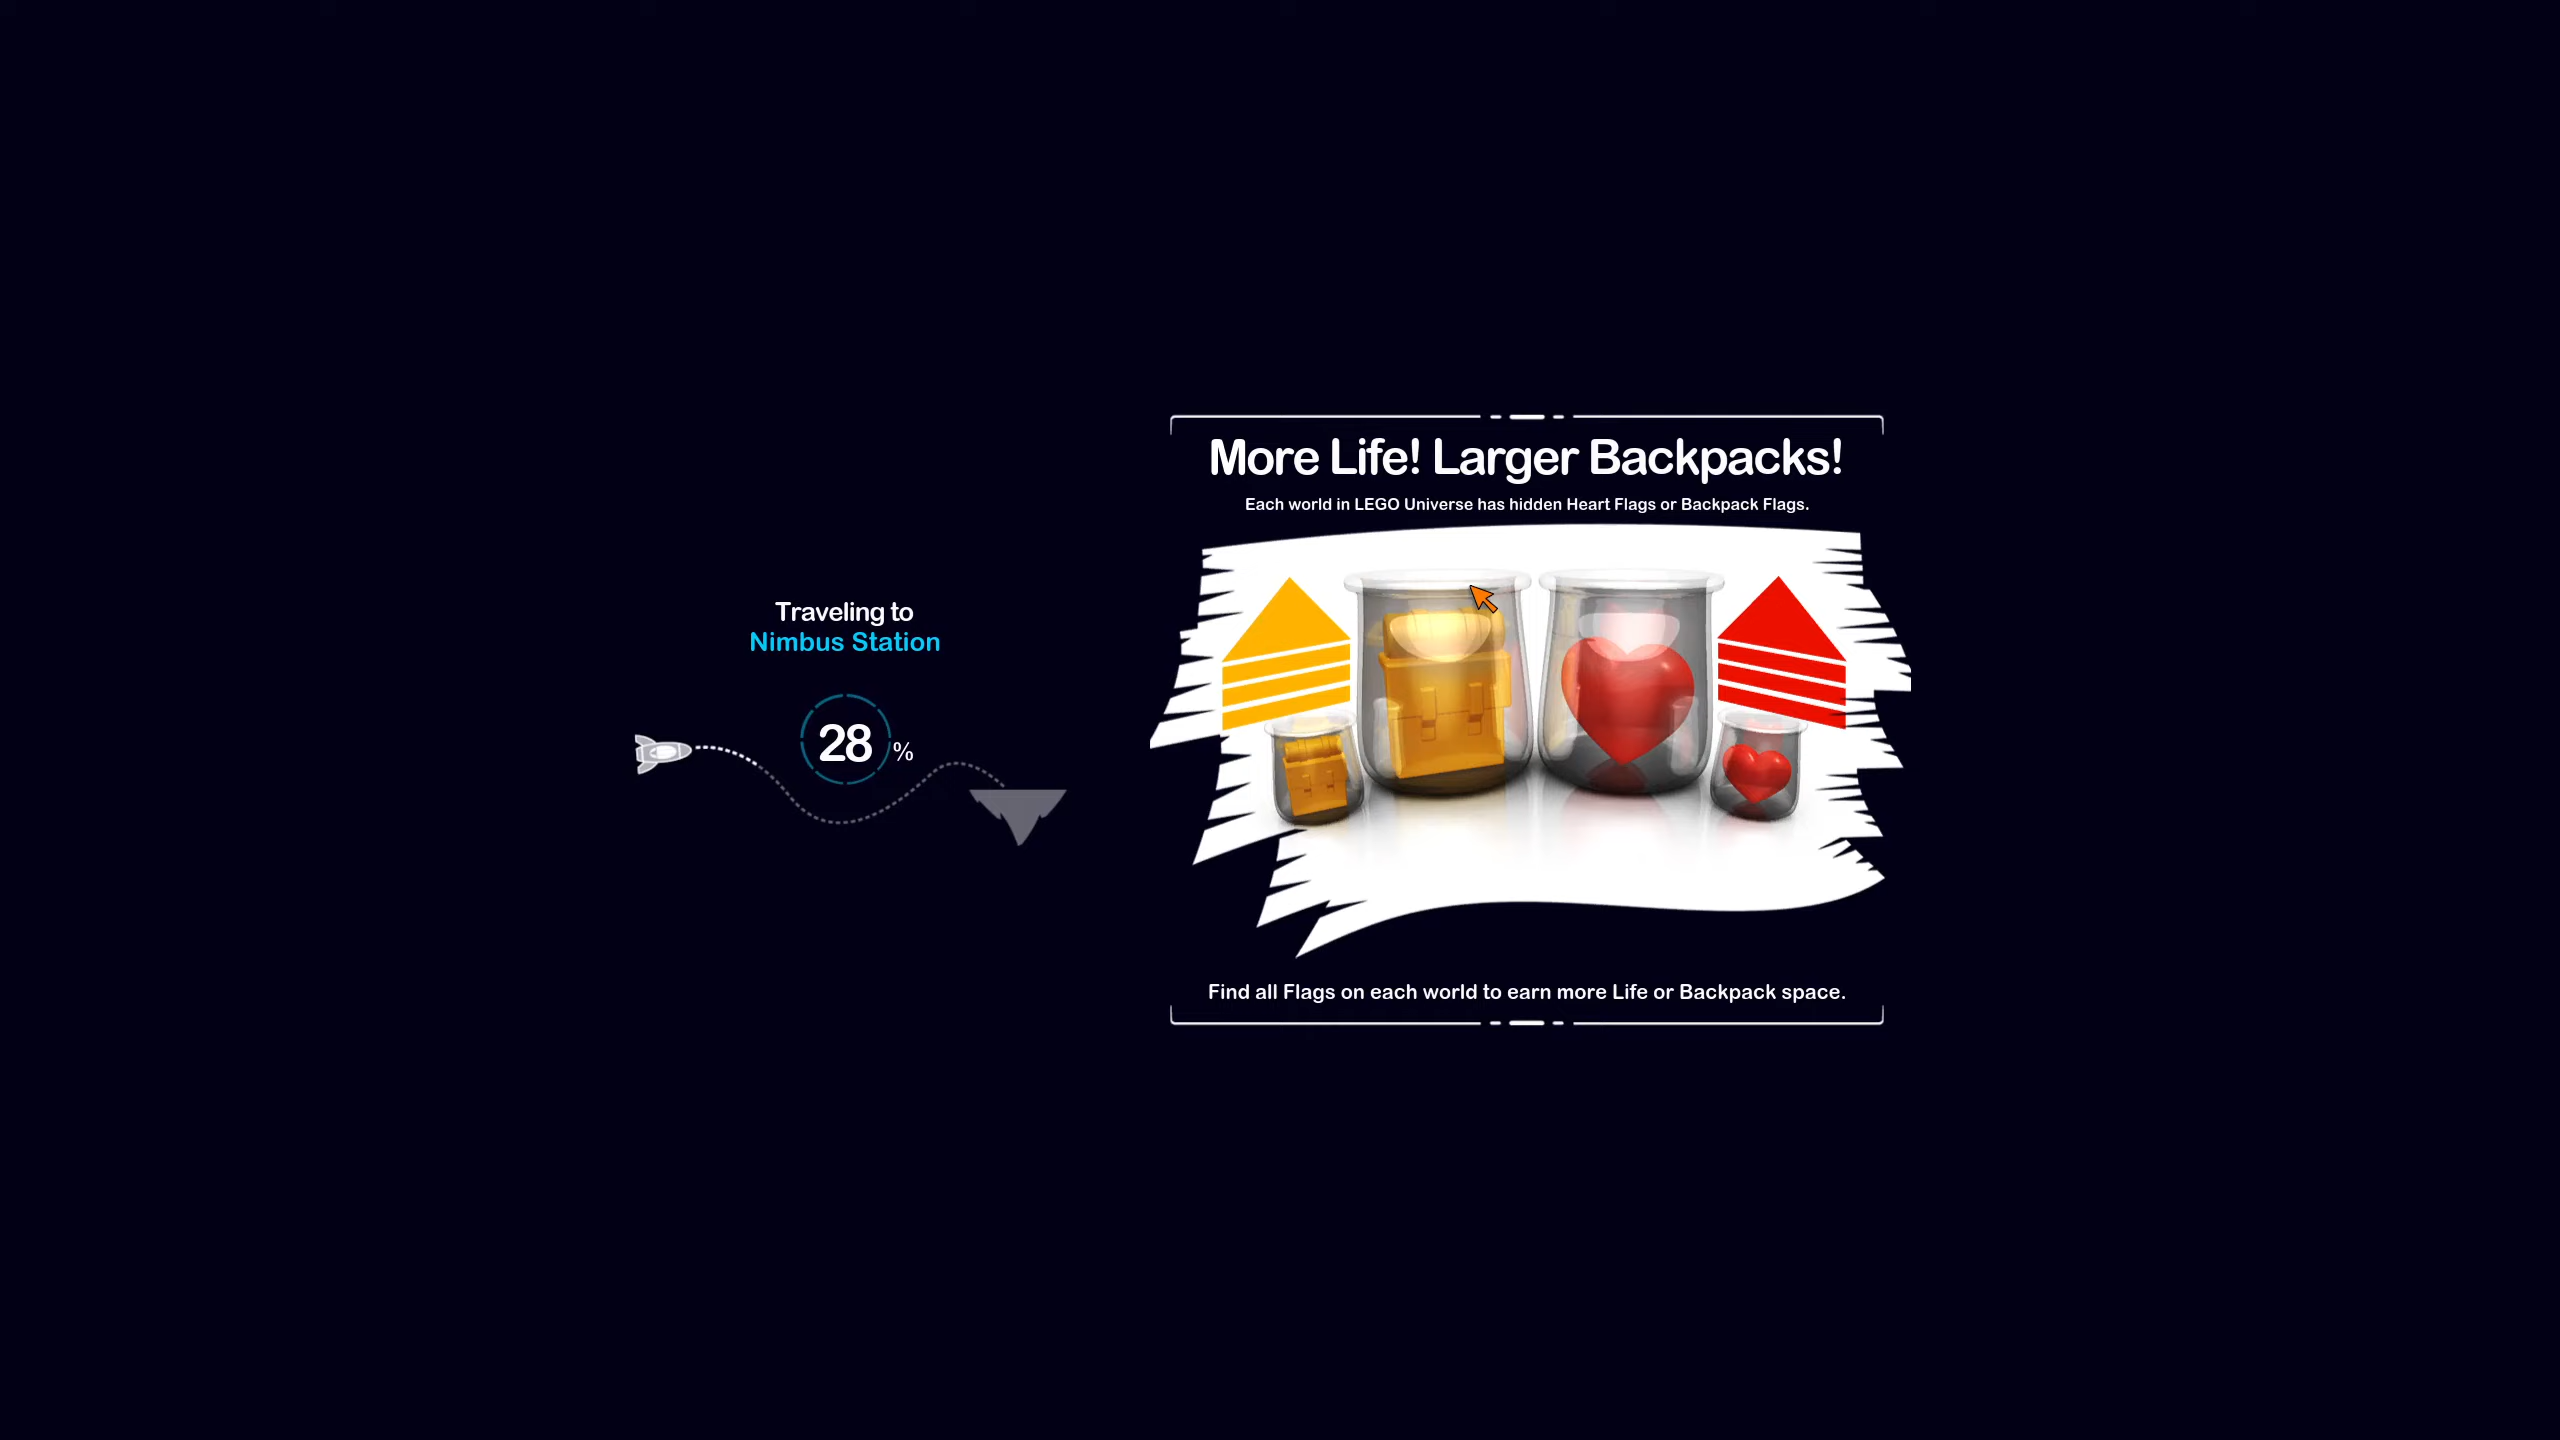 Traveling to
Nimbus Station
28 %
More Life! Larger Backpacks!
Each world in LEGO Universe has hidden Heart Flags or Backpack Flags.
Find all Flags on each world to earn more Life or Backpack space.